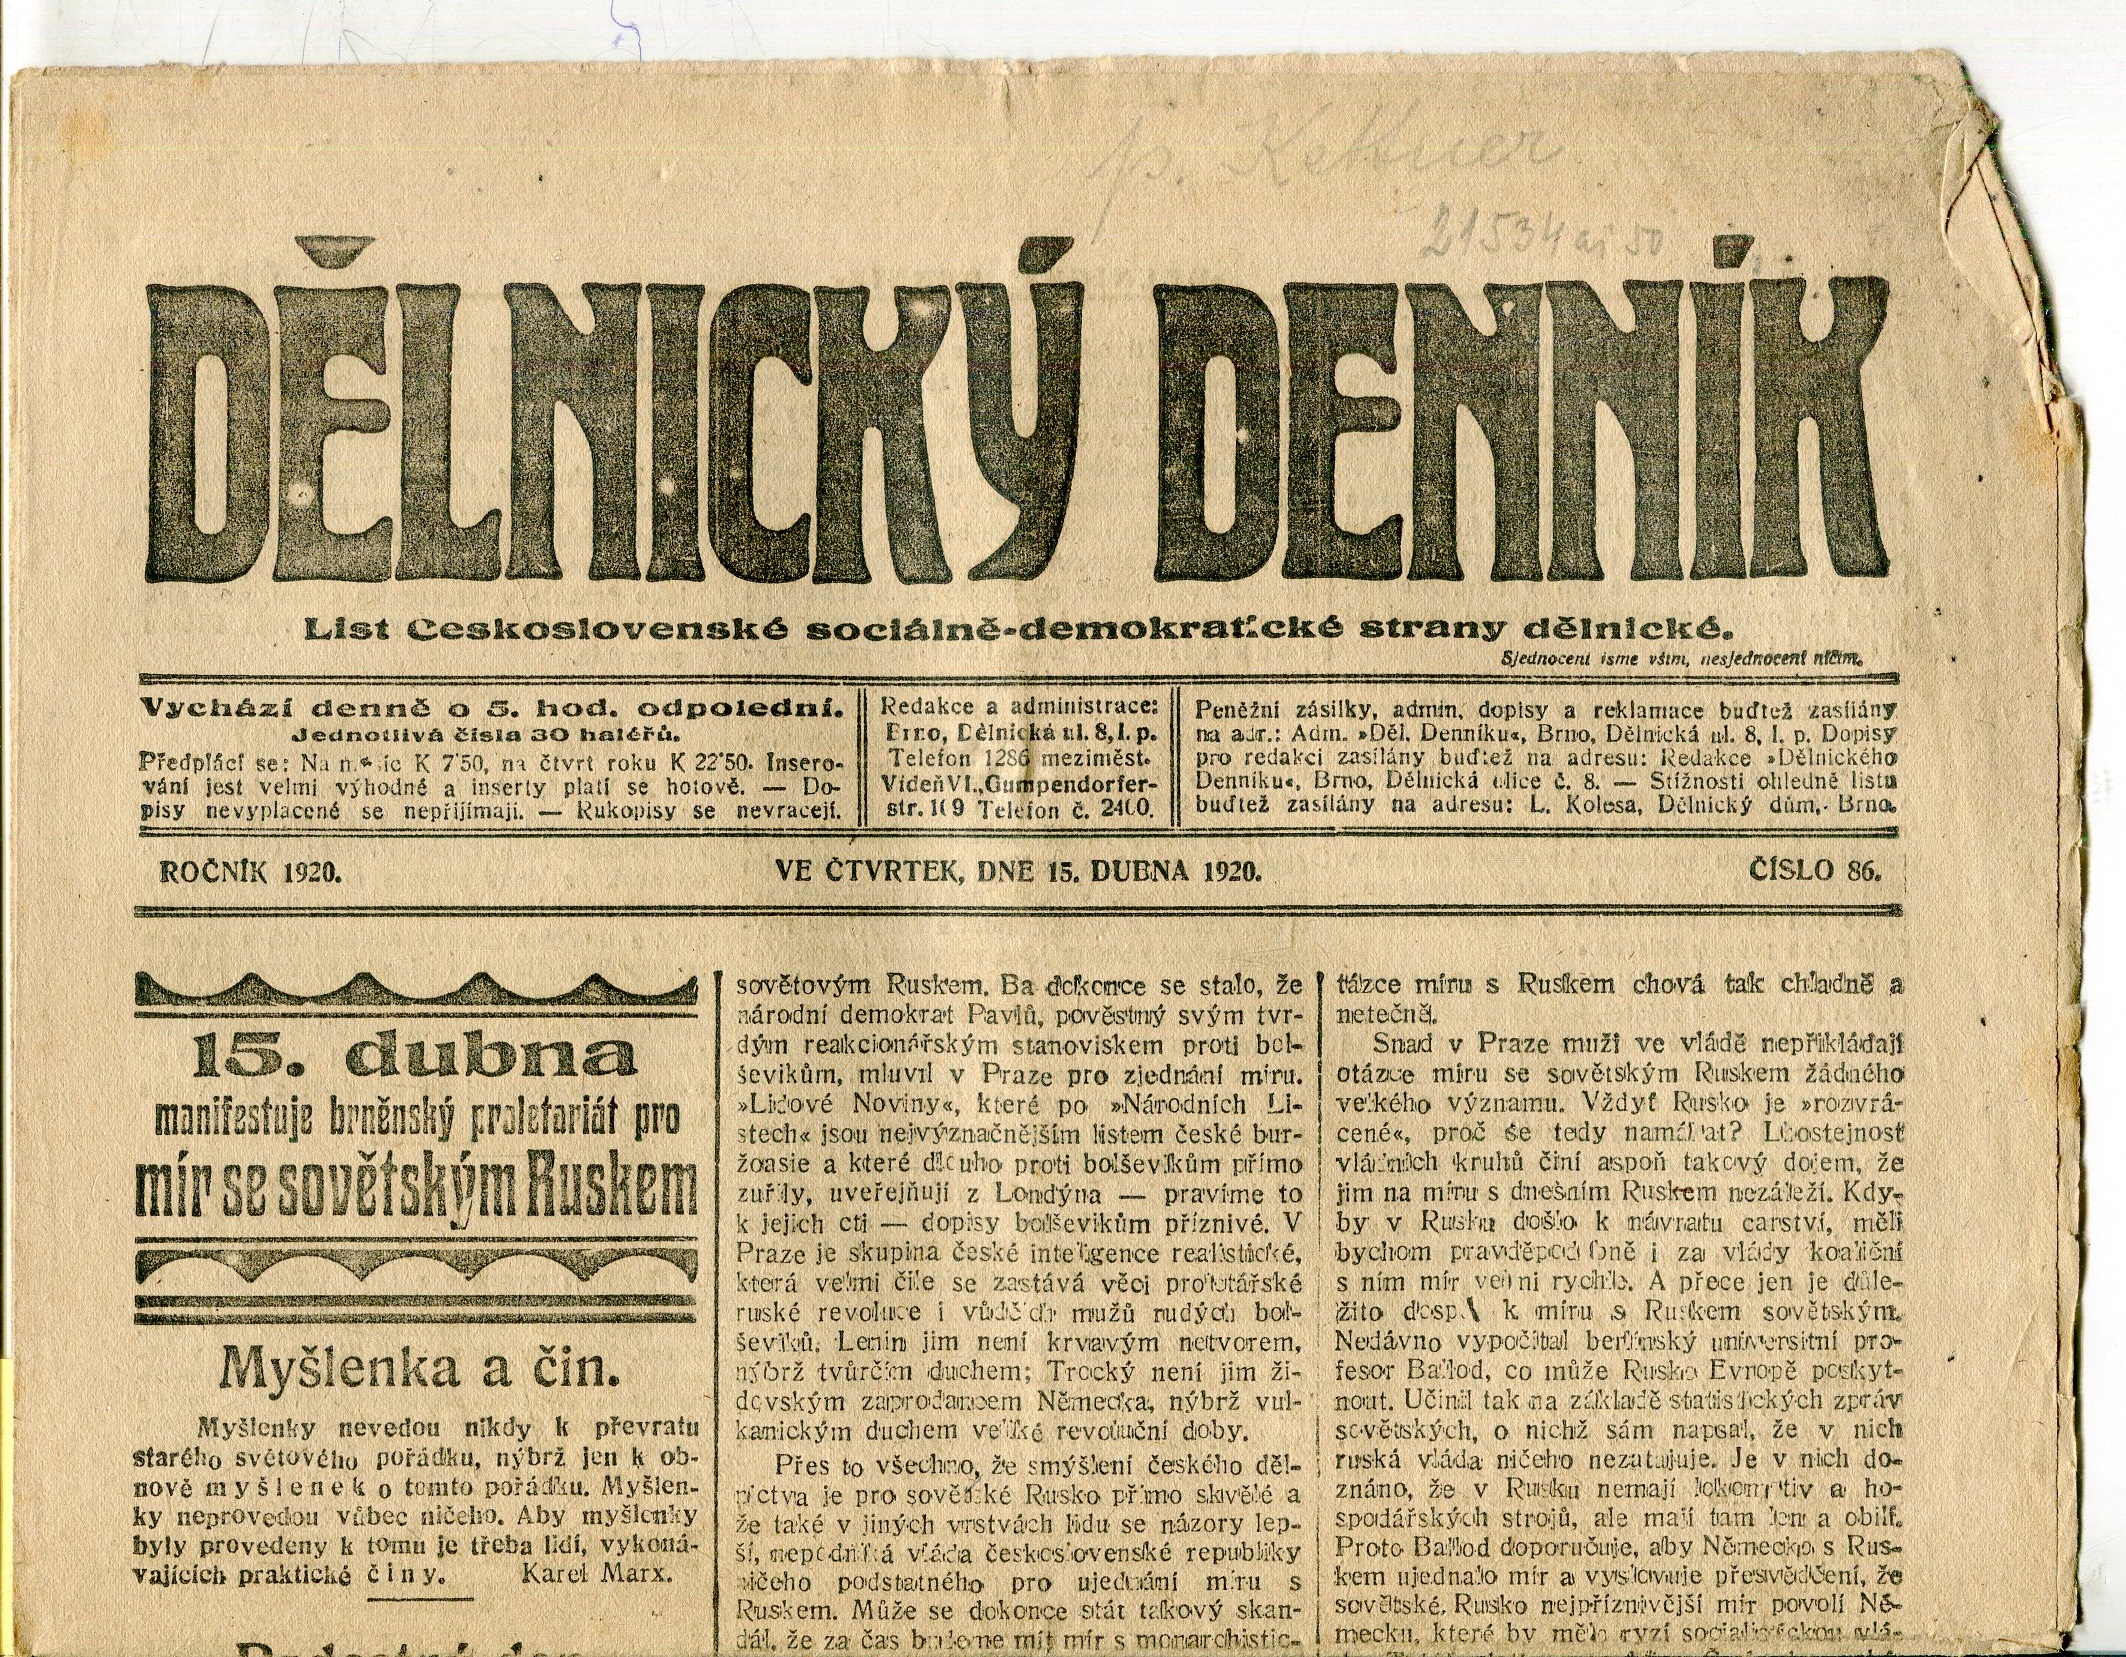 p. Kettner
21534
DĚLNICKÝ DENNÍK
List Československé sociálně-demokratické strany dělnické.
Sjednoceni jsme vším, nesjednoceni ničím.
Vychází denně o 5. hod. odpolední.
Jednotlivá čísla 30 haléřů.
Předplácí se: Na K 7'50, na čtvrt roku K 22'50. Insero-
vání jest velmi výhodné a inserty platí se hotově. — Do-
pisy nevyplacené se nepřijímají. — Rukopisy se nevracejí.
Redakce a administrace:
Brno, Dělnická ul. 8, I. p.
Telefon 1286 meziměst.
Vídeň VI., Gumpendorfer-
str. 109 Telefon č. 2400.
Peněžní zásilky, admin. dopisy a reklamace buďtež zasílány
na adr.: Adm. »Děl. Denníku«, Brno, Dělnická ul. 8, I. p. Dopisy
pro redakci zasílány buďtež na adresu: Redakce »Dělnického
Denníku«, Brno, Dělnická ulice č. 8. — Stížnosti ohledně listu
buďtež zasílány na adresu: L. Kolesa, Dělnický dům, Brno.
ROČNÍK 1920.
VE ČTVRTEK, DNE 15. DUBNA 1920.
ČÍSLO 86.
15. dubna
manifestuje brněnský proletariát pro
mír se sovětským Ruskem
Myšlenka a čin.
Myšlenky nevedou nikdy k převratu
starého světového pořádku, nýbrž jen k ob-
nově myšlenek o tomto pořádku. Myšlen-
ky neprovedou vůbec ničeho. Aby myšlenky
byly provedeny k tomu je třeba lidí, vykoná-
vajících praktické činy. Karel Marx.
sovětovým Ruskem. Ba dokonce se stalo, že
národní demokrat Pavlů, pověstný svým tvr-
dým reakcionářským stanoviskem proti bol-
ševikům, mluvil v Praze pro zjednání míru.
»Lidové Noviny«, které po »Národních Li-
stech« jsou nejvýznačnějším listem české bur-
žoasie a které dlouho proti bolševikům přímo
zuřily, uveřejňují z Londýna — pravíme to
k jejich cti — dopisy bolševikům příznivé. V
Praze je skupina české inteligence realistické,
která velmi čile se zastává věci proletářské
ruské revoluce i vůdčích mužů rudých bol-
ševiků. Lenin jim není krvavým netvorem,
nýbrž tvůrčím duchem; Trocký není jim ži-
dovským zaprodancem Německa, nýbrž vul-
kanickým duchem veliké revoluční doby.
Přes to všechno, že smýšlení českého děl-
nictva je pro sovětské Rusko přímo skvělé a
že také v jiných vrstvách lidu se názory lep-
ší, nepodniká vláda československé republiky
ničeho podstatného pro ujednání míru s
Ruskem. Může se dokonce stát takový skan-
dál, že za čas budeme mít mír s monarchistic-
tázce míru s Ruskem chová tak chladně a
netečně.
Snad v Praze muži ve vládě nepřikládají
otázce míru se sovětským Ruskem žádného
velkého významu. Vždyť Rusko je »rozvrá-
cené«, proč se tedy namáhat? Lhostejnost
vládních kruhů činí aspoň takový dojem, že
jim na míru s dnešním Ruskem nezáleží. Kdy-
by v Rusku došlo k návratu carství, měli
bychom pravděpodobně i za vlády koaliční
s ním mír velmi rychle. A přece jen je důle-
žito k míru s Ruskem sovětským.
Nedávno vypočítal berlínský universitní pro-
fesor Ballod, co může Rusko Evropě poskyt-
nout. Učinil tak na základě statistických zpráv
sovětských, o nichž sám napsal, že v nich
ruská vláda ničeho nezatajuje. Je v nich do-
znáno, že v Rusku nemají lokomotiv a ho-
spodářských strojů, ale mají tam len a obilí.
Proto Ballod doporučuje, aby Německo s Rus-
kem ujednalo mír a vyslovuje přesvědčení, že
sovětské Rusko nejpříznivější mír povolí Ně-
mecku, které by mělo ryzí socialistickou vlá-